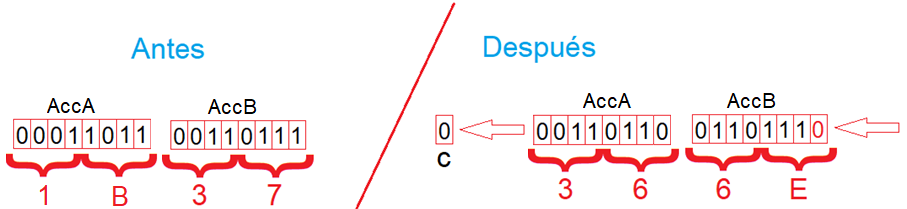 Antes
Después
AccA AccB
00011011 00110111
1 B 3 7
AccA AccB
0 00110110 01101110
C
3 6 6 E